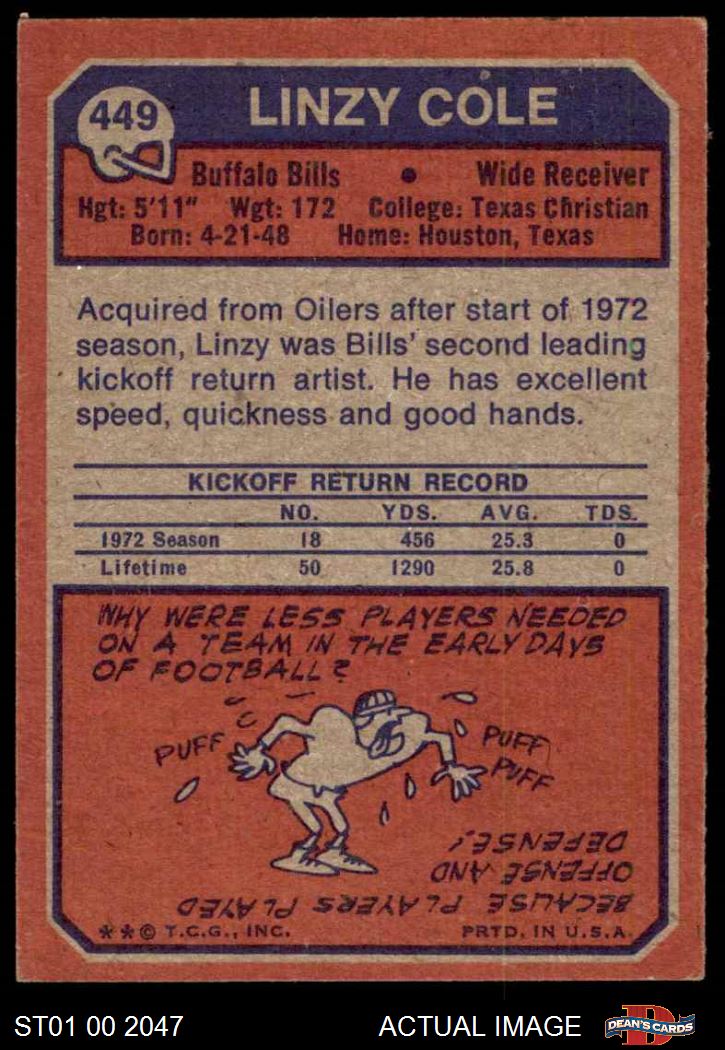 449
LINZY COLE
Buffalo Bills • Wide Receiver
Hgt: 5'11" Wgt: 172 College: Texas Christian
Born: 4-21-48 Home: Houston, Texas
Acquired from Oilers after start of 1972
season, Linzy was Bills' second leading
kickoff return artist. He has excellent
speed, quickness and good hands.
KICKOFF RETURN RECORD
NO. YDS. AVG. TDS.
1972 Season 18 456 25.3 0
Lifetime 50 1290 25.8 0
WHY WERE LESS PLAYERS NEEDED
ON A TEAM IN THE EARLY DAYS
OF FOOTBALL?
PUFF
PUFF
PUFF
BECAUSE PLAYERS PLAYED
OFFENSE AND
DEFENSE!
**© T.C.G., INC. PRTD. IN U.S.A.
ST01 00 2047 ACTUAL IMAGE
D
DEAN'S CARDS